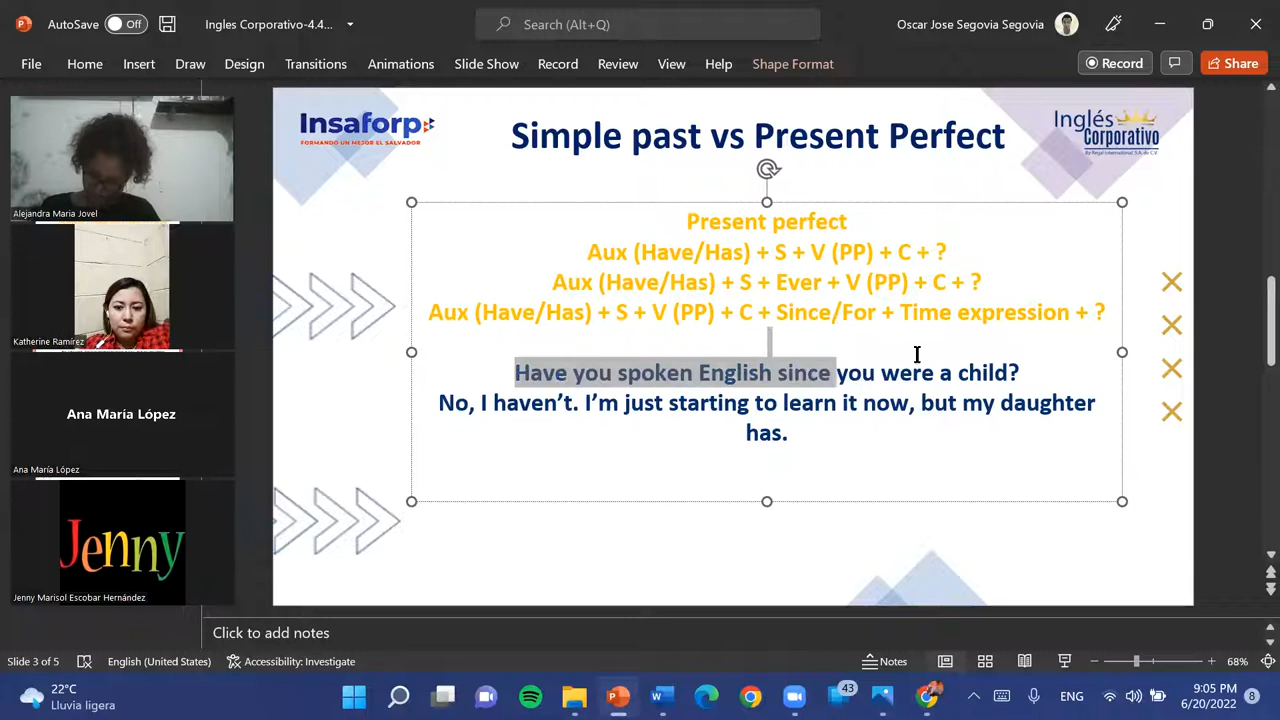 AutoSave Off Ingles Corporativo-4.4... Search (Alt+Q) Oscar Jose Segovia Segovia
File Home Insert Draw Design Transitions Animations Slide Show Record Review View Help Shape Format Record Share
Alejandra Maria Jovel
Katherine Ramírez
Ana María López
Ana María López
Jenny
Jenny Marisol Escobar Hernández
Insaforp
FORMANDO UN MEJOR EL SALVADOR
Simple past vs Present Perfect
Inglés
Corporativo
By Regal International, S.A. de C.V.
Present perfect
Aux (Have/Has) + S + V (PP) + C + ?
Aux (Have/Has) + S + Ever + V (PP) + C + ?
Aux (Have/Has) + S + V (PP) + C + Since/For + Time expression + ?
Have you spoken English since you were a child?
No, I haven't. I'm just starting to learn it now, but my daughter
has.
Click to add notes
Slide 3 of 5 English (United States) Accessibility: Investigate Notes 68%
22°C
Lluvia ligera
43
ENG
9:05 PM
6/20/2022
8